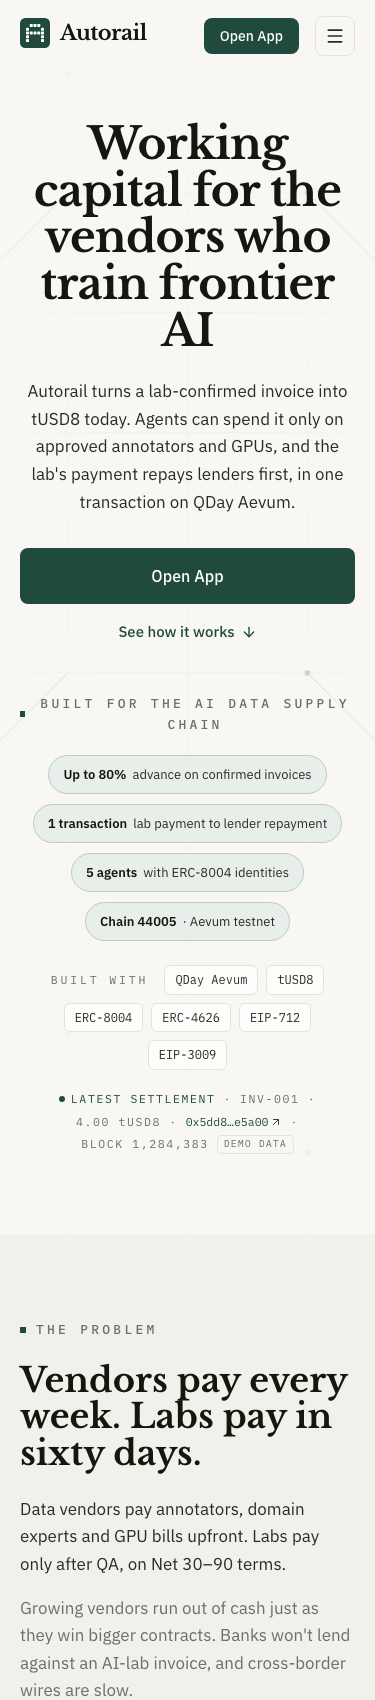 Autorail
Open App
Working
capital for the
vendors who
train frontier
AI
Autorail turns a lab-confirmed invoice into
tUSD8 today. Agents can spend it only on
approved annotators and GPUs, and the
lab's payment repays lenders first, in one
transaction on QDay Aevum.
Open App
See how it works ↓
BUILT FOR THE AI DATA SUPPLY
CHAIN
Up to 80% advance on confirmed invoices
1 transaction lab payment to lender repayment
5 agents with ERC-8004 identities
Chain 44005 · Aevum testnet
BUILT WITH QDay Aevum tUSD8
ERC-8004 ERC-4626 EIP-712
EIP-3009
LATEST SETTLEMENT · INV-001 ·
4.00 tUSD8 · 0x5dd8…e5a00 ↗ ·
BLOCK 1,284,383 DEMO DATA
THE PROBLEM
Vendors pay every
week. Labs pay in
sixty days.
Data vendors pay annotators, domain
experts and GPU bills upfront. Labs pay
only after QA, on Net 30–90 terms.
Growing vendors run out of cash just as
they win bigger contracts. Banks won't lend
against an AI-lab invoice, and cross-border
wires are slow.